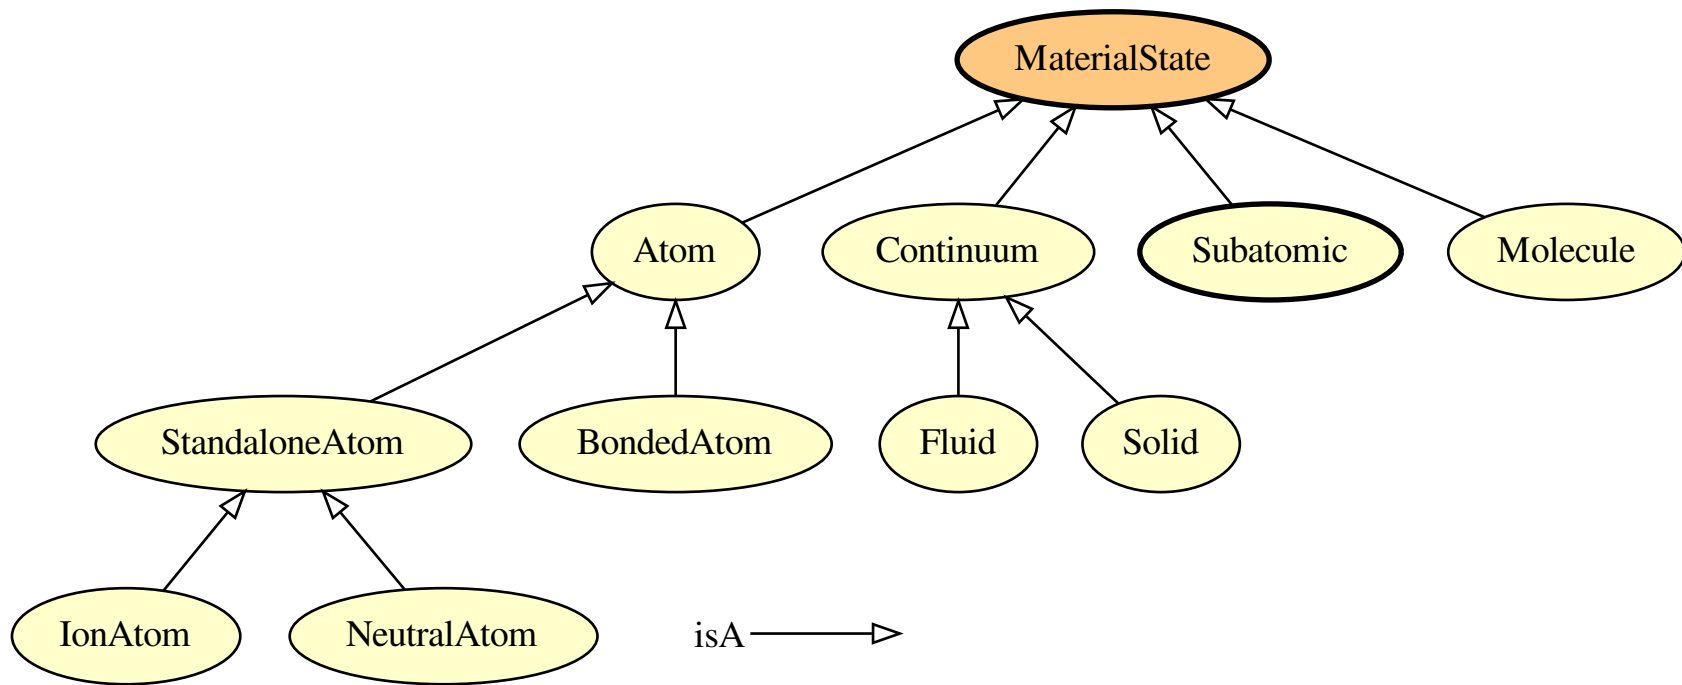 MaterialState
Atom
Continuum
Subatomic
Molecule
StandaloneAtom
BondedAtom
Fluid
Solid
IonAtom
NeutralAtom
isA